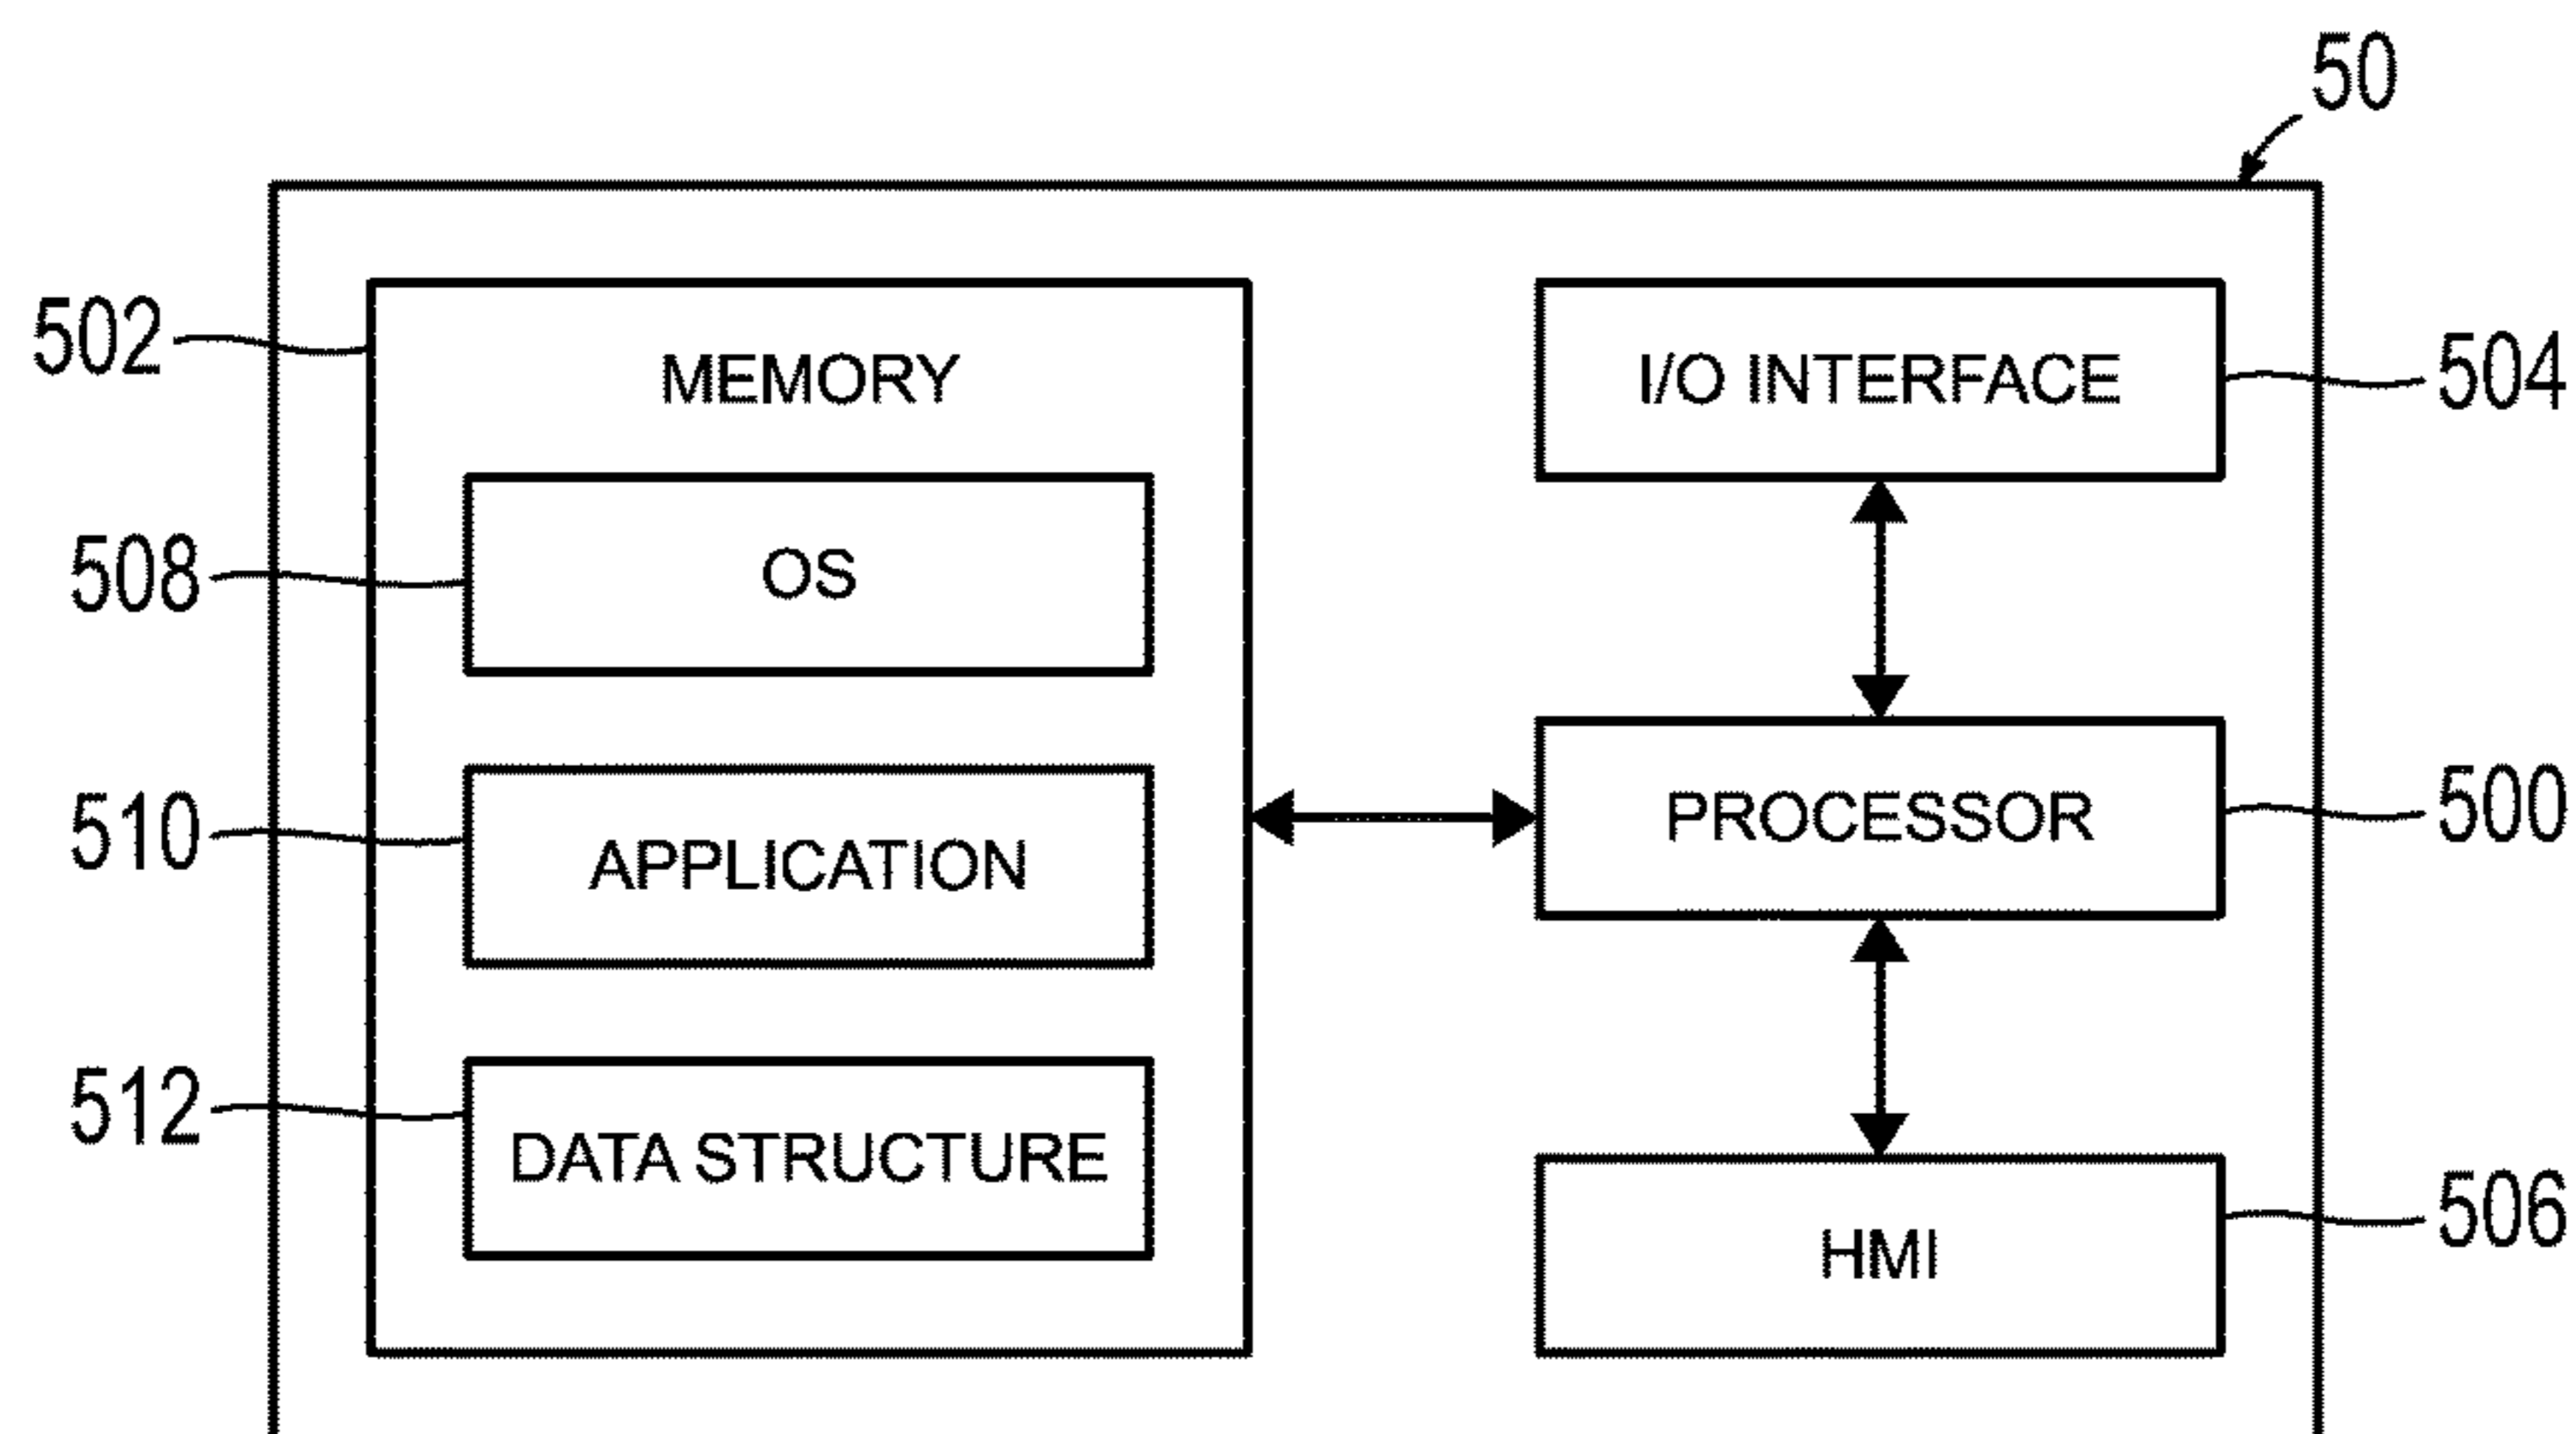 50
502
MEMORY
I/O INTERFACE
504
508
OS
510
APPLICATION
PROCESSOR
500
512
DATA STRUCTURE
HMI
506